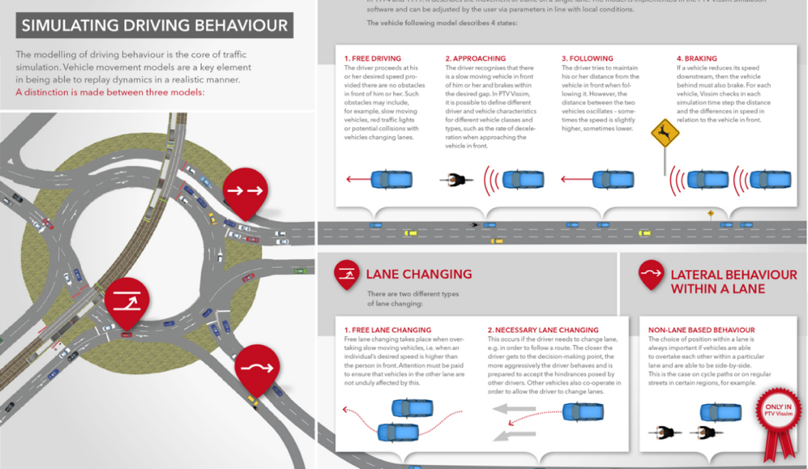 SIMULATING DRIVING BEHAVIOUR
The modelling of driving behaviour is the core of traffic
simulation. Vehicle movement models are a key element
in being able to replay dynamics in a realistic manner.
A distinction is made between three models:
software and can be adjusted by the user via parameters in line with local conditions.
The vehicle following model describes 4 states:
1. FREE DRIVING
The driver proceeds at his
or her desired speed pro-
vided there are no obstacles
in front of him or her. Such
obstacles may include,
for example, slow moving
vehicles, red traffic lights
or potential collisions with
vehicles changing lanes.
2. APPROACHING
The driver recognises that there
is a slow moving vehicle in front
of him or her and brakes within
the desired gap. In PTV Vissim,
it is possible to define different
driver and vehicle characteristics
for different vehicle classes and
types, such as the rate of decele-
ration when approaching the
vehicle in front.
3. FOLLOWING
The driver tries to maintain
his or her distance from the
vehicle in front when fol-
lowing it. However, the
distance between the two
vehicles oscillates - some-
times the speed is slightly
higher, sometimes lower.
4. BRAKING
If a vehicle reduces its speed
downstream, then the vehicle
behind must also brake. For each
vehicle, Vissim checks in each
simulation time step the distance
and the differences in speed in
relation to the vehicle in front.
LANE CHANGING
There are two different types
of lane changing:
1. FREE LANE CHANGING
Free lane changing takes place when over-
taking slow moving vehicles, i.e. when an
individual's desired speed is higher than
the person in front. Attention must be paid
to ensure that vehicles in the other lane are
not unduly affected by this.
2. NECESSARY LANE CHANGING
This occurs if the driver needs to change lane,
e.g. in order to follow a route. The closer the
driver gets to the decision-making point, the
more aggressively the driver behaves and is
prepared to accept the hindrances posed by
other drivers. Other vehicles also co-operate in
order to allow the driver to change lanes.
LATERAL BEHAVIOUR
WITHIN A LANE
NON-LANE BASED BEHAVIOUR
The choice of position within a lane is
always important if vehicles are able
to overtake each other within a particular
lane and are able to be side-by-side.
This is the case on cycle paths or on regular
streets in certain regions, for example.
ONLY IN
PTV Vissim